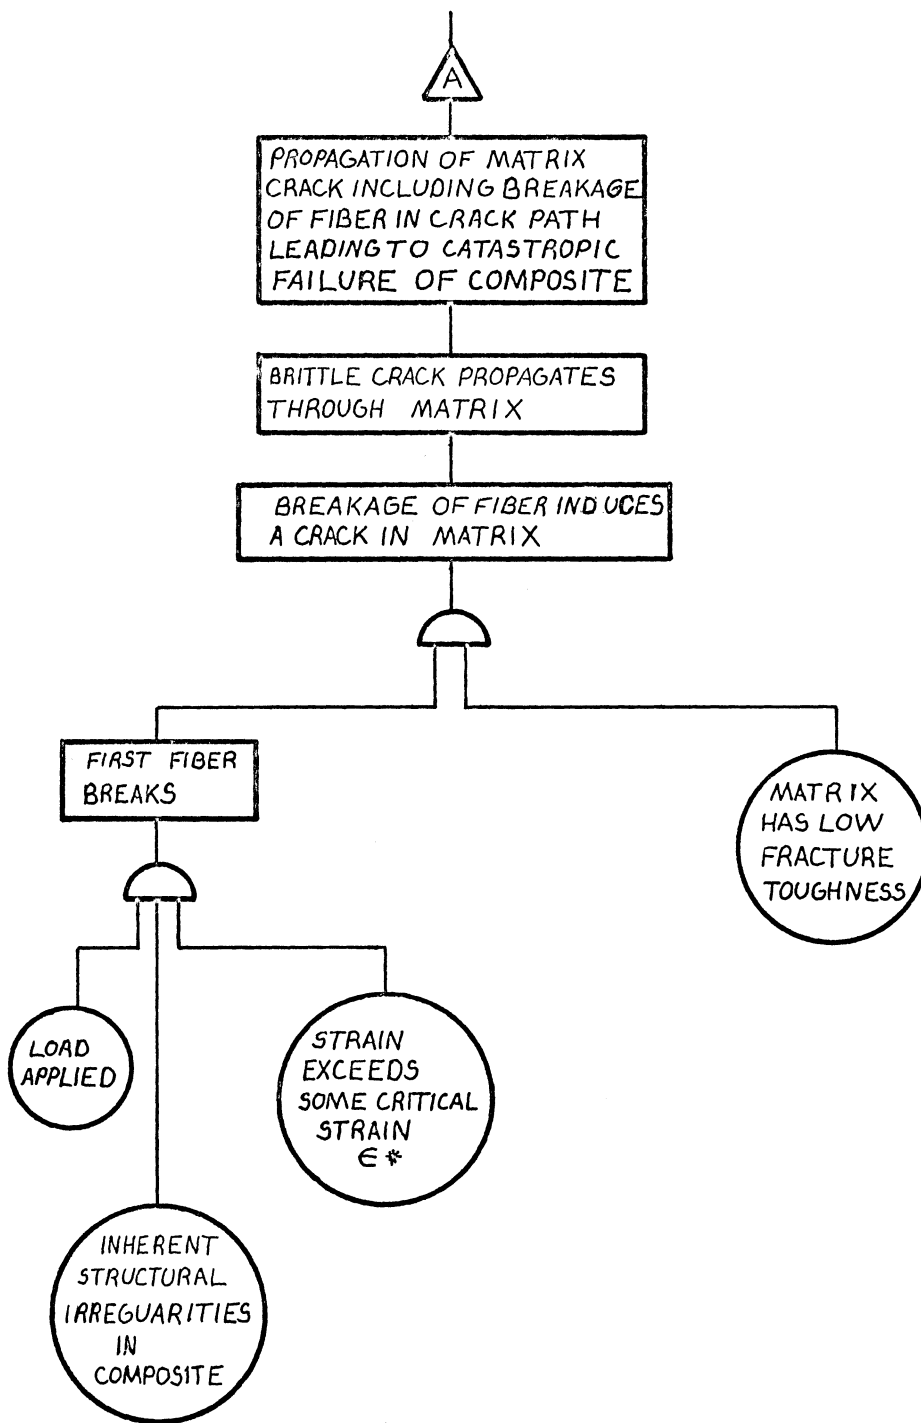 A
PROPAGATION OF MATRIX
CRACK INCLUDING BREAKAGE
OF FIBER IN CRACK PATH
LEADING TO CATASTROPIC
FAILURE OF COMPOSITE
BRITTLE CRACK PROPAGATES
THROUGH MATRIX
BREAKAGE OF FIBER INDUCES
A CRACK IN MATRIX
FIRST FIBER
BREAKS
MATRIX
HAS LOW
FRACTURE
TOUGHNESS
LOAD
APPLIED
STRAIN
EXCEEDS
SOME CRITICAL
STRAIN
∈ *
INHERENT
STRUCTURAL
IRREGUARITIES
IN
COMPOSITE